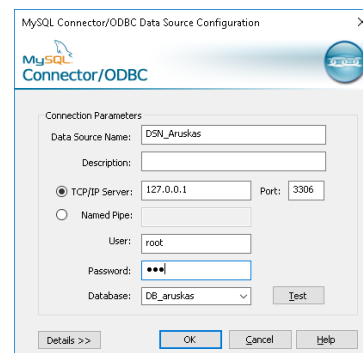 MySQL Connector/ODBC Data Source Configuration
MySQL
Connector/ODBC
Connection Parameters
Data Source Name: DSN_Aruskas
Description:
TCP/IP Server: 127.0.0.1 Port: 3306
Named Pipe:
User: root
Password: •••
Database: DB_aruskas Test
Details >> OK Cancel Help